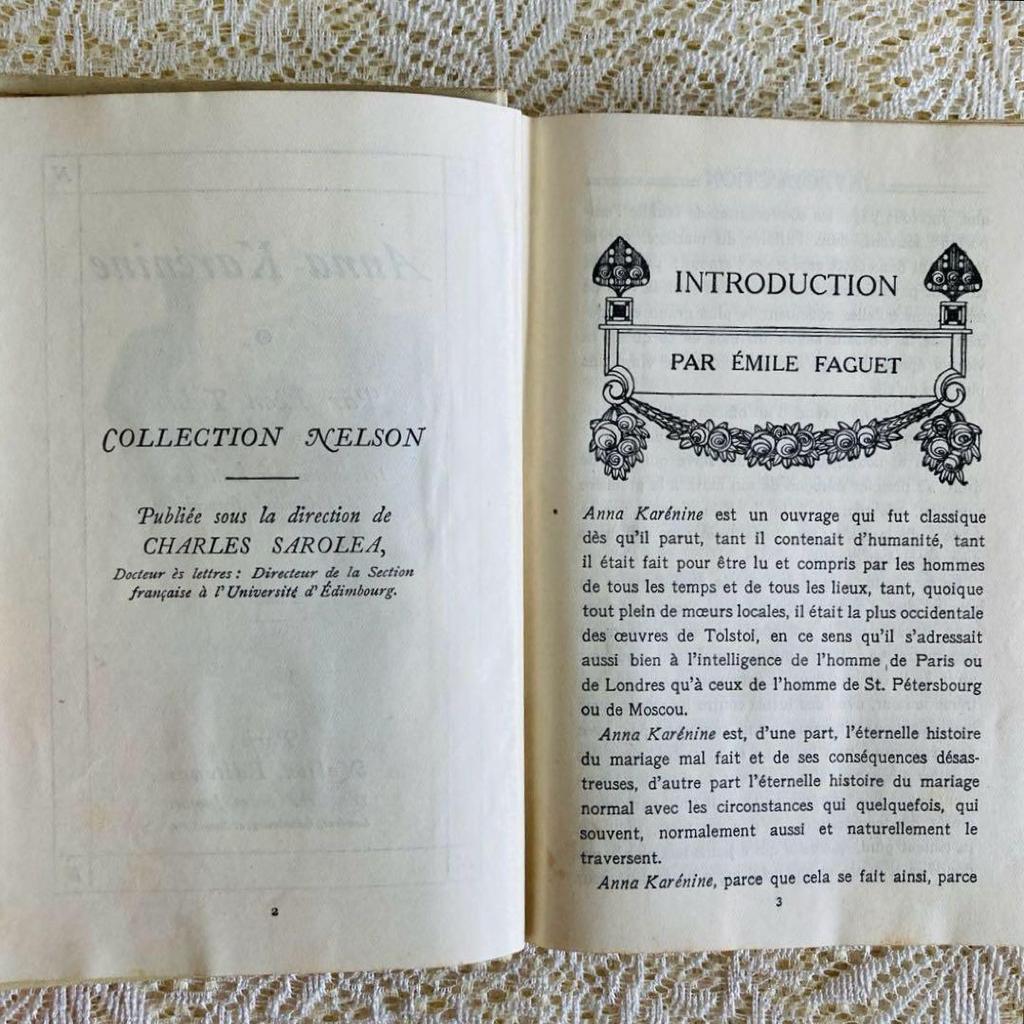 COLLECTION NELSON
Publiée sous la direction de
CHARLES SAROLEA,
Docteur ès lettres : Directeur de la Section
française à l'Université d'Édimbourg.
2
INTRODUCTION
PAR ÉMILE FAGUET
Anna Karénine est un ouvrage qui fut classique
dès qu'il parut, tant il contenait d'humanité, tant
il était fait pour être lu et compris par les hommes
de tous les temps et de tous les lieux, tant, quoique
tout plein de mœurs locales, il était la plus occidentale
des œuvres de Tolstoï, en ce sens qu'il s'adressait
aussi bien à l'intelligence de l'homme de Paris ou
de Londres qu'à ceux de l'homme de St. Pétersbourg
ou de Moscou.
Anna Karénine est, d'une part, l'éternelle histoire
du mariage mal fait et de ses conséquences désas-
treuses, d'autre part l'éternelle histoire du mariage
normal avec les circonstances qui quelquefois, qui
souvent, normalement aussi et naturellement le
traversent.
Anna Karénine, parce que cela se fait ainsi, parce
3